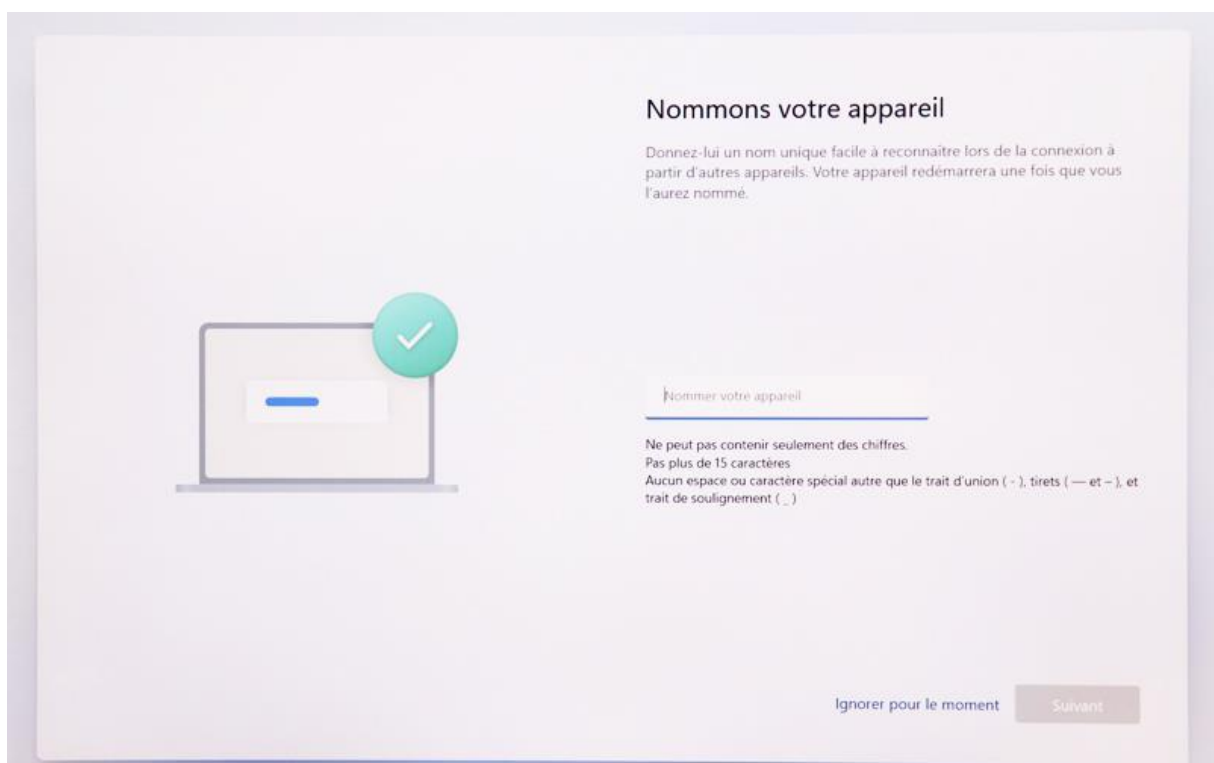 Nommons votre appareil
Donnez-lui un nom unique facile à reconnaître lors de la connexion à
partir d'autres appareils. Votre appareil redémarrera une fois que vous
l'aurez nommé.
Nommer votre appareil
Ne peut pas contenir seulement des chiffres.
Pas plus de 15 caractères
Aucun espace ou caractère spécial autre que le trait d'union ( - ), tirets ( — et – ), et
trait de soulignement ( _ )
Ignorer pour le moment
Suivant